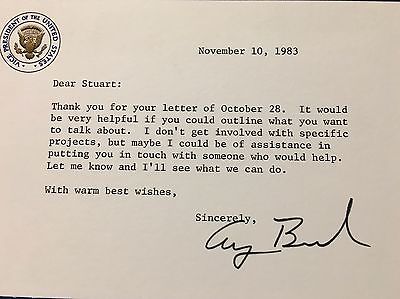 VICE PRESIDENT OF THE UNITED STATES
November 10, 1983
Dear Stuart:
Thank you for your letter of October 28. It would
be very helpful if you could outline what you want
to talk about. I don't get involved with specific
projects, but maybe I could be of assistance in
putting you in touch with someone who would help.
Let me know and I'll see what we can do.
With warm best wishes,
Sincerely,